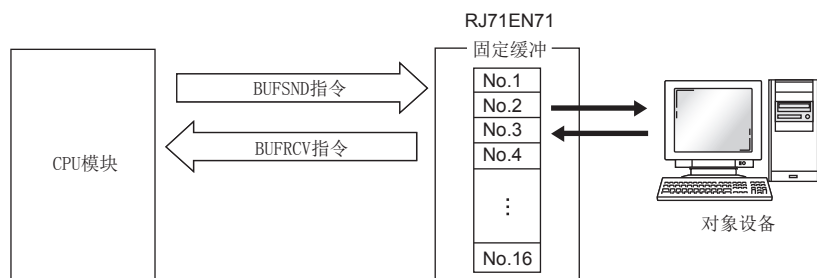 RJ71EN71
固定缓冲
No.1
BUFSND指令
No.2
No.3
BUFRCV指令
No.4
CPU模块
⋮
对象设备
No.16